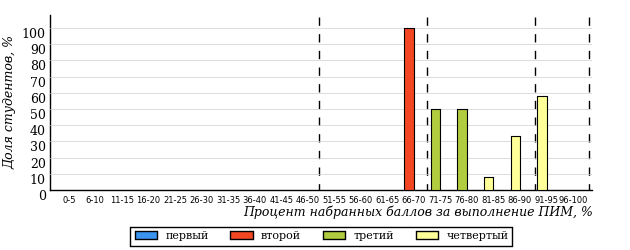 Доля студентов, %
100
90
80
70
60
50
40
30
20
10
0
0-5 6-10 11-15 16-20 21-25 26-30 31-35 36-40 41-45 46-50 51-55 56-60 61-65 66-70 71-75 76-80 81-85 86-90 91-95 96-100
Процент набранных баллов за выполнение ПИМ, %
первый второй третий четвертый